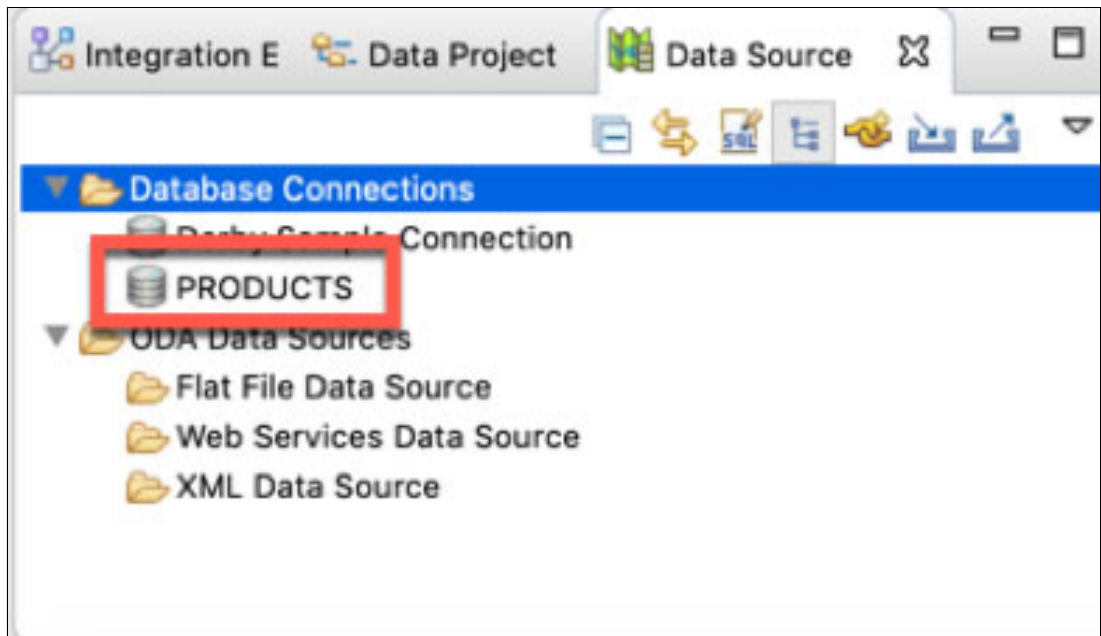 Integration E Data Project Data Source
SQL
Database Connections
Derby Sample Connection
PRODUCTS
ODA Data Sources
Flat File Data Source
Web Services Data Source
XML Data Source